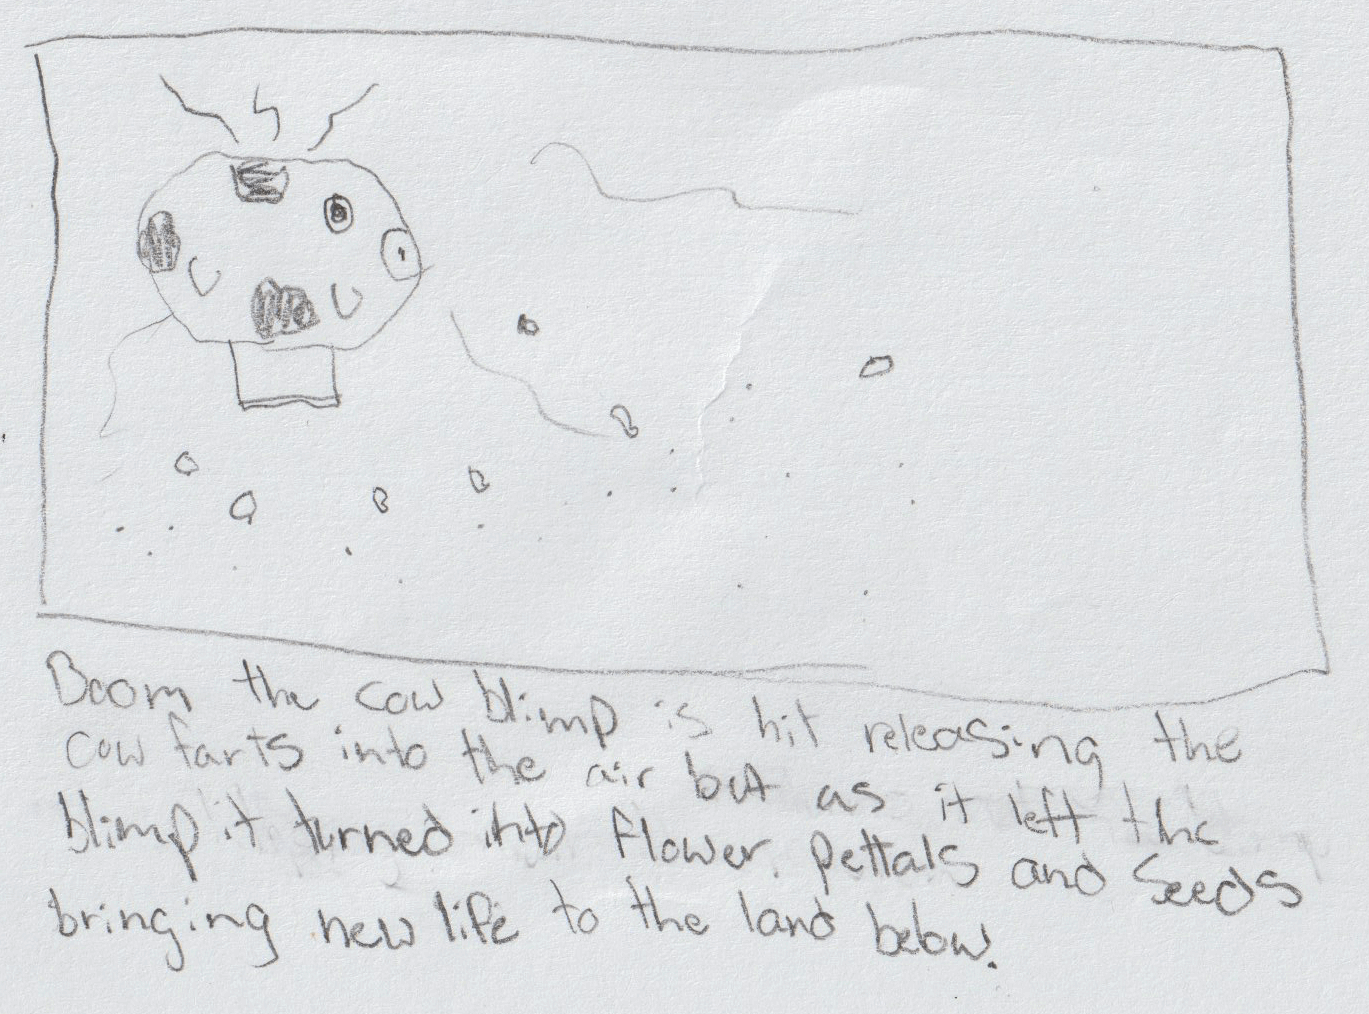 Boom the cow blimp is hit releasing the
cow farts into the air but as it left the
blimp it turned into flower pettals and seeds
bringing new life to the land below.